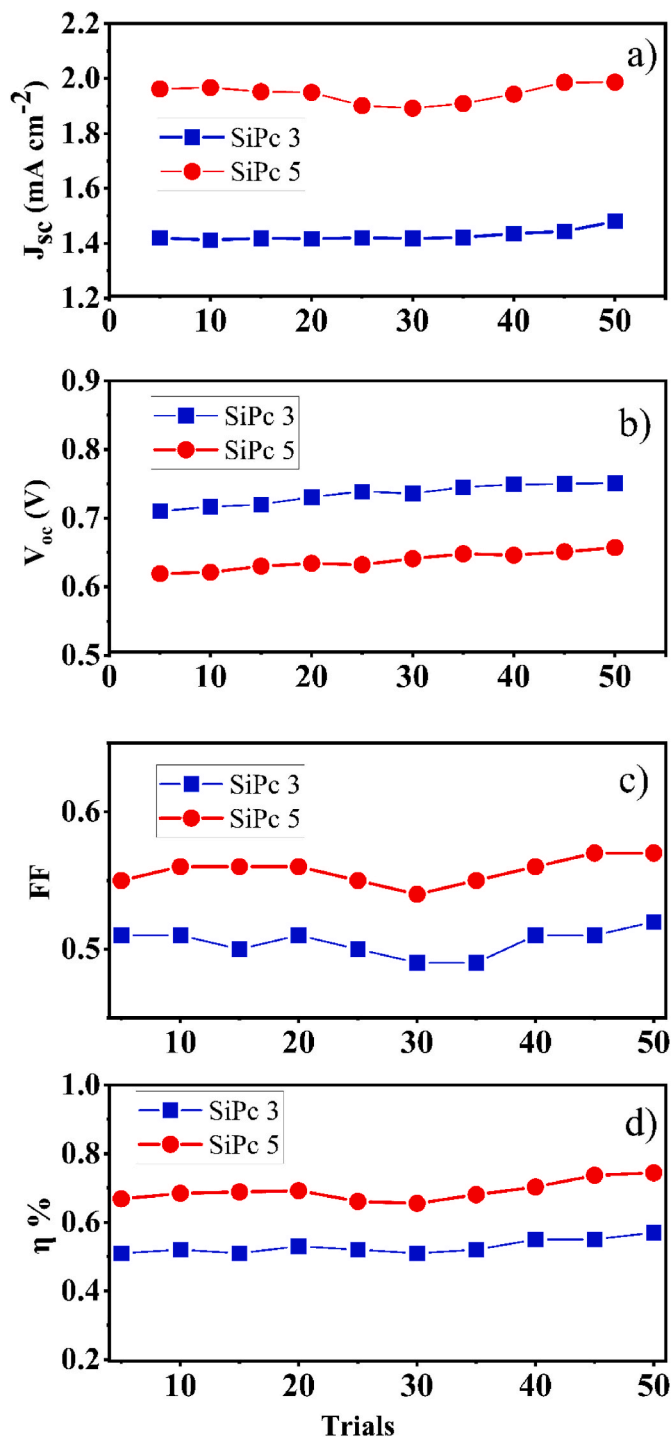 2.2
a)
2.0
1.8
SiPc 3
SiPc 5
1.6
1.4
1.2
J_sc (mA cm^-2)
0 10 20 30 40 50
0.9
SiPc 3
b)
SiPc 5
0.8
0.7
0.6
0.5
V_oc (V)
0 10 20 30 40 50
c)
SiPc 3
0.6
SiPc 5
0.5
FF
10 20 30 40 50
1.0
SiPc 3
d)
SiPc 5
0.8
0.6
0.4
0.2
η %
10 20 30 40 50
Trials